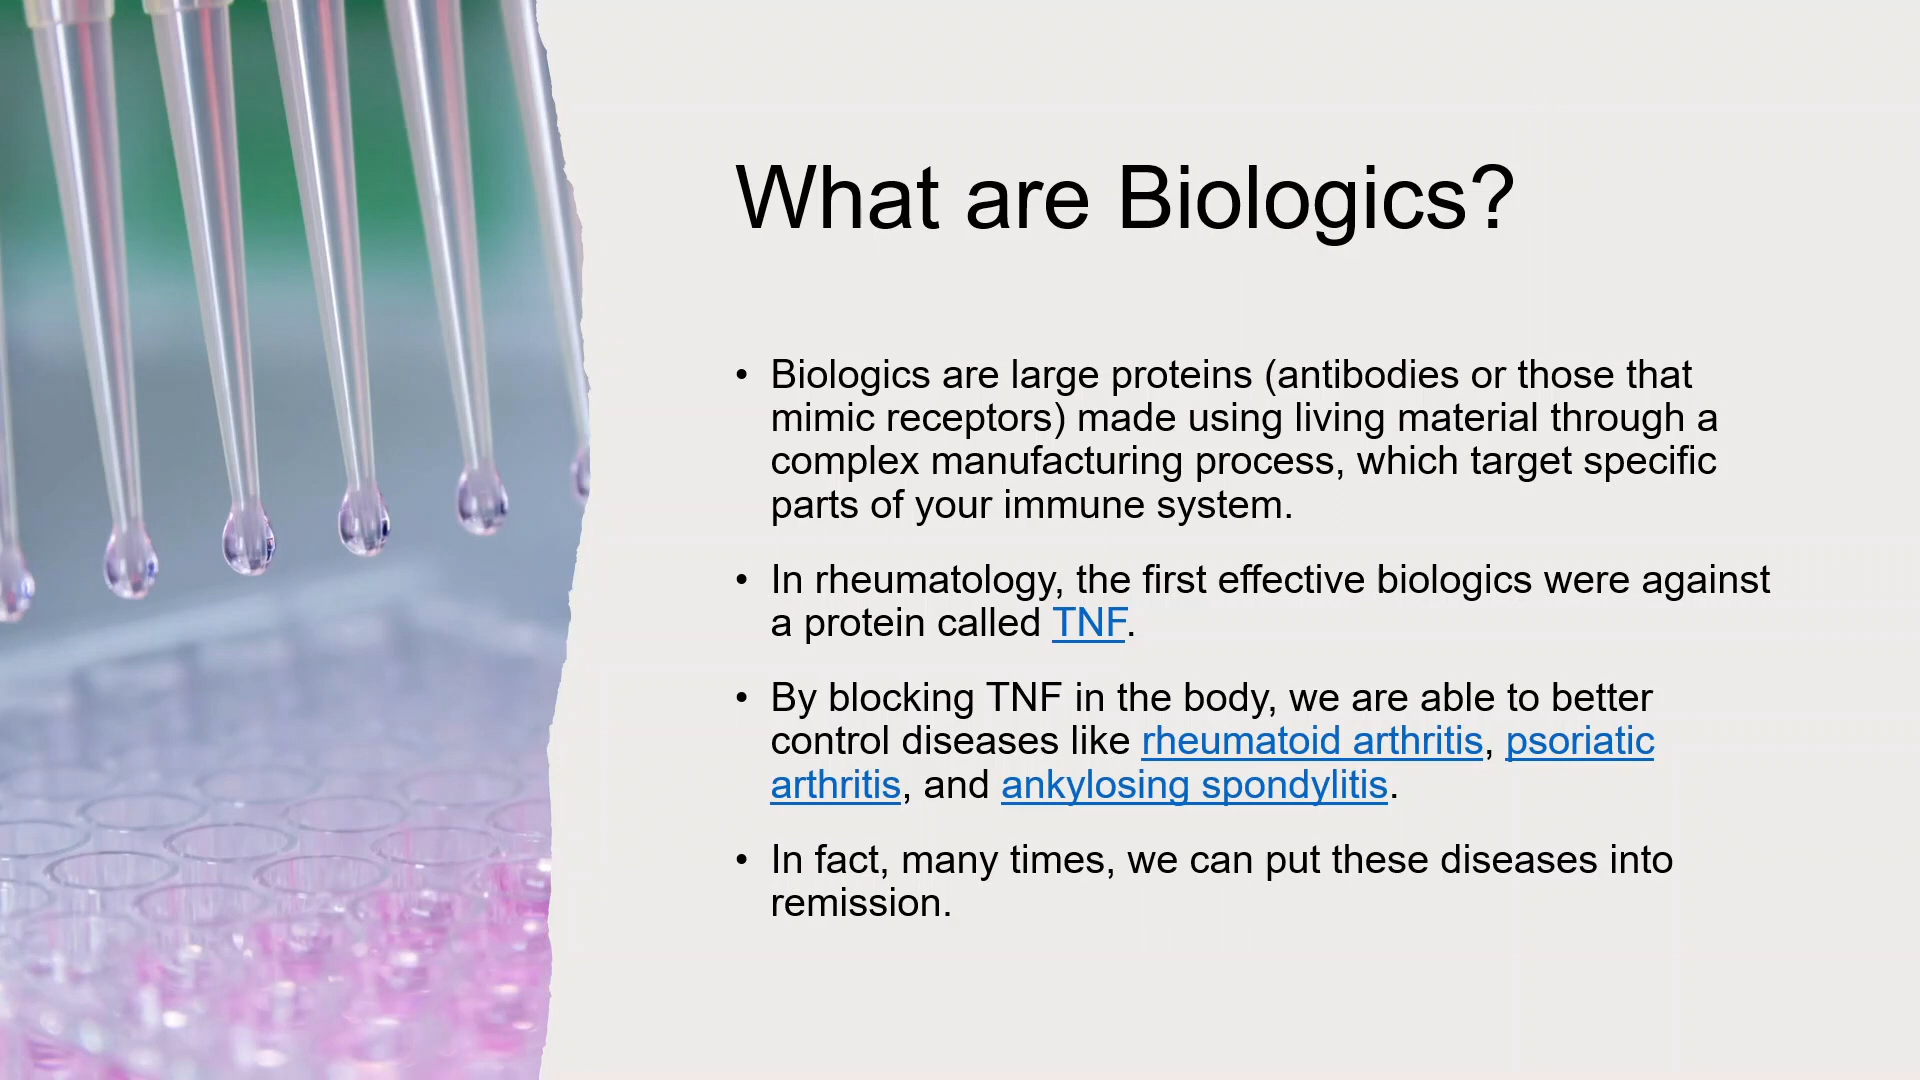 What are Biologics?
• Biologics are large proteins (antibodies or those that
mimic receptors) made using living material through a
complex manufacturing process, which target specific
parts of your immune system.
• In rheumatology, the first effective biologics were against
a protein called TNF.
• By blocking TNF in the body, we are able to better
control diseases like rheumatoid arthritis, psoriatic
arthritis, and ankylosing spondylitis.
• In fact, many times, we can put these diseases into
remission.